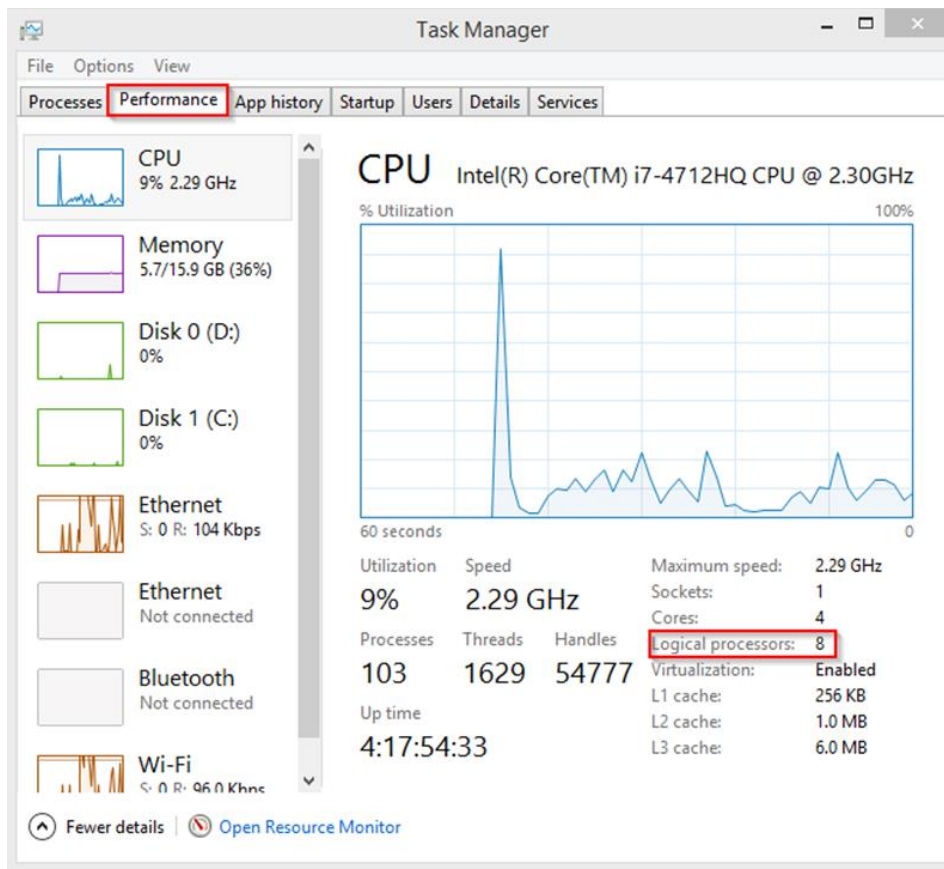 Task Manager
File Options View
Processes Performance App history Startup Users Details Services
CPU
9% 2.29 GHz
Memory
5.7/15.9 GB (36%)
Disk 0 (D:)
0%
Disk 1 (C:)
0%
Ethernet
S: 0 R: 104 Kbps
Ethernet
Not connected
Bluetooth
Not connected
Wi-Fi
S: 0 R: 96.0 Kbps
CPU Intel(R) Core(TM) i7-4712HQ CPU @ 2.30GHz
% Utilization 100%
60 seconds 0
Utilization Speed
9% 2.29 GHz
Processes Threads Handles
103 1629 54777
Up time
4:17:54:33
Maximum speed: 2.29 GHz
Sockets: 1
Cores: 4
Logical processors: 8
Virtualization: Enabled
L1 cache: 256 KB
L2 cache: 1.0 MB
L3 cache: 6.0 MB
Fewer details Open Resource Monitor